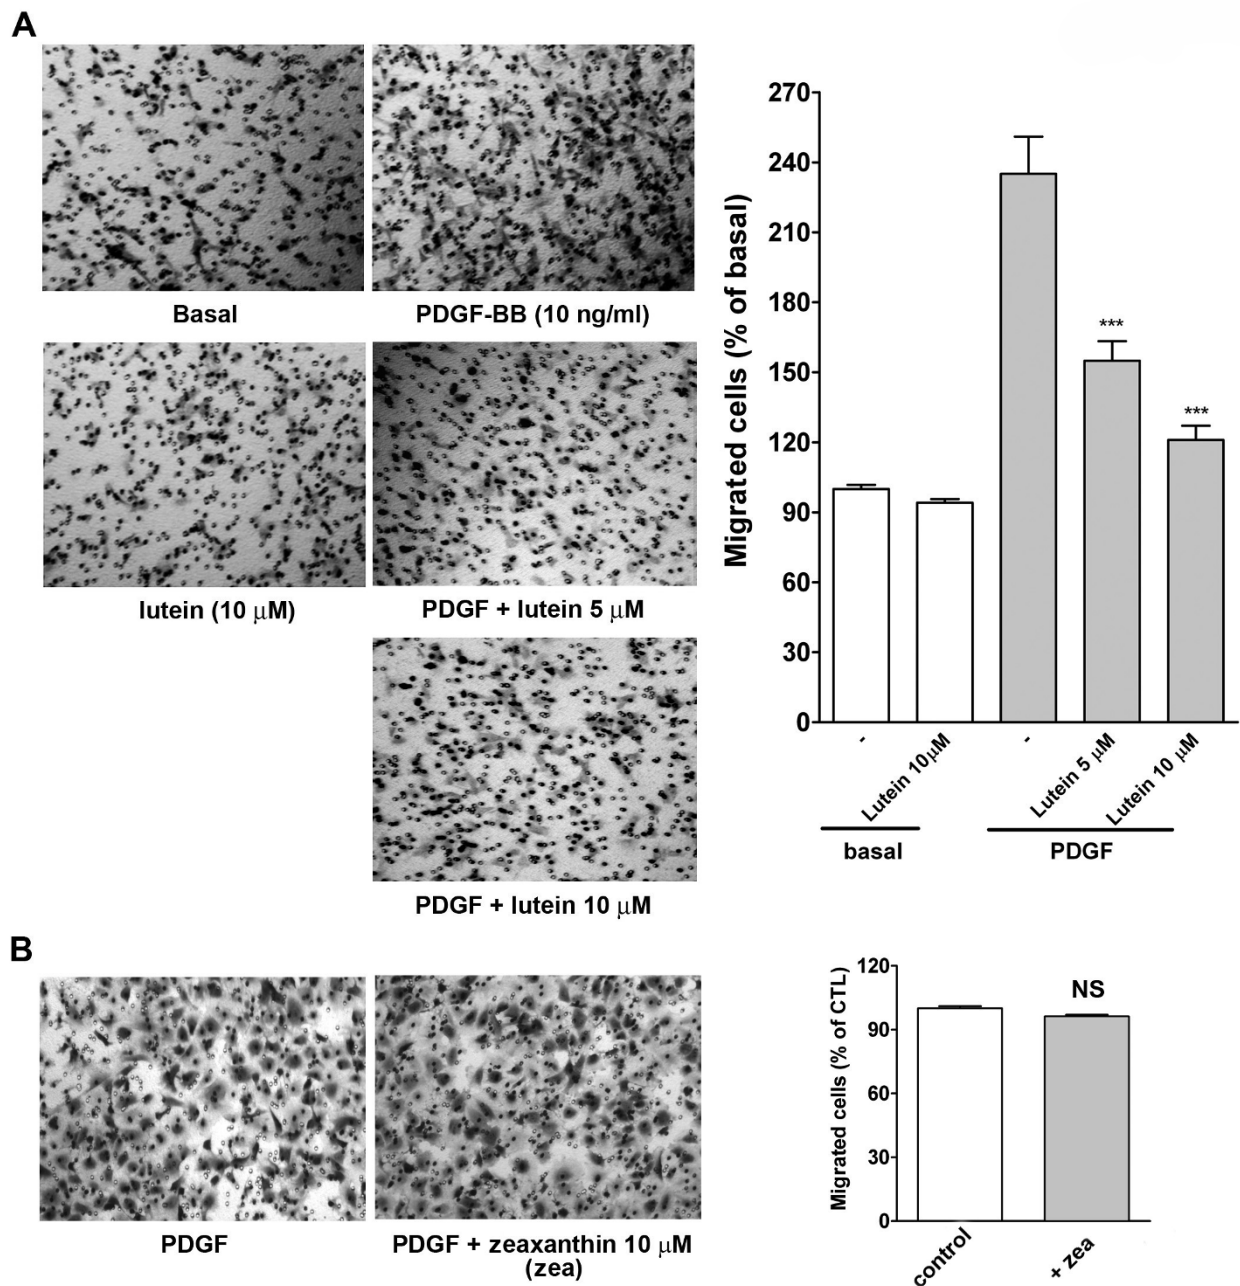 A
Basal
PDGF-BB (10 ng/ml)
lutein (10 μM)
PDGF + lutein 5 μM
PDGF + lutein 10 μM
Migrated cells (% of basal)
270
240
210
180
150
120
90
60
30
0
***
***
-
Lutein 10μM
-
Lutein 5 μM
Lutein 10 μM
basal
PDGF
B
PDGF
PDGF + zeaxanthin 10 μM
(zea)
Migrated cells (% of CTL)
120
90
60
30
0
NS
control
+ zea